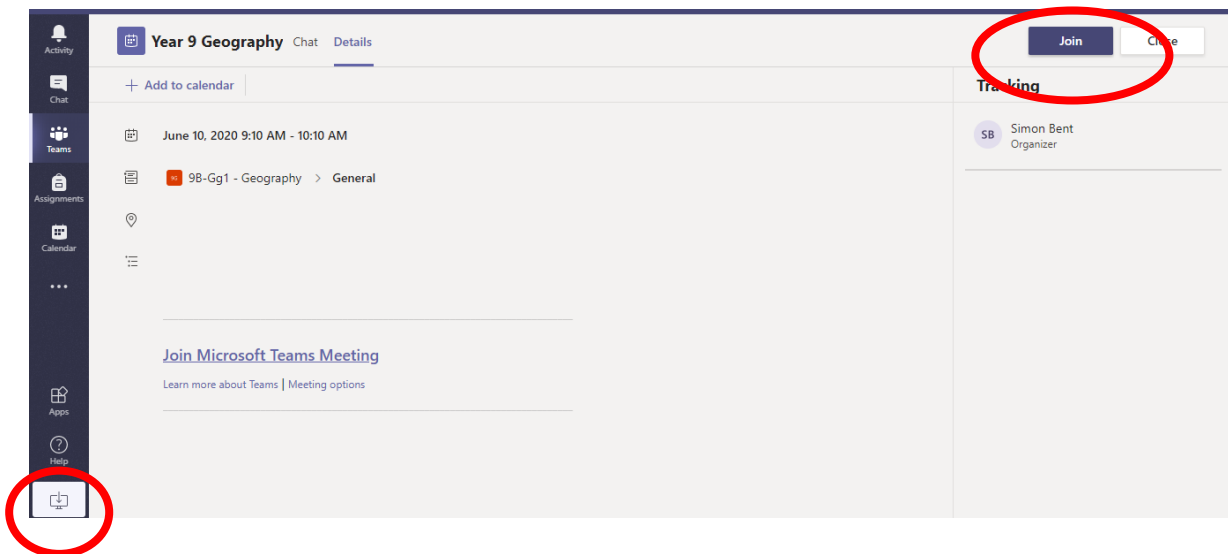 Activity
Chat
Teams
Assignments
Calendar
Apps
Help
Year 9 Geography Chat Details
Join
Close
+ Add to calendar
Tracking
June 10, 2020 9:10 AM - 10:10 AM
9B-Gg1 - Geography > General
SB
Simon Bent
Organizer
Join Microsoft Teams Meeting
Learn more about Teams | Meeting options